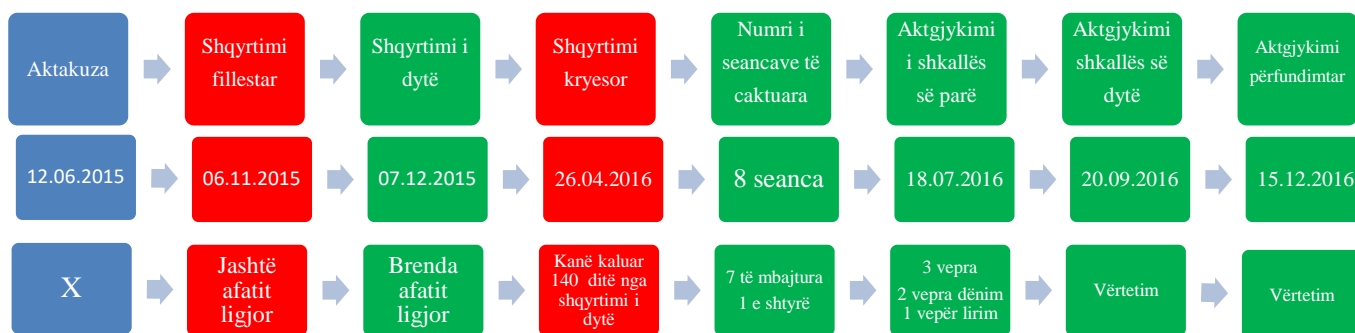 Aktakuza
Shqyrtimi
fillestar
Shqyrtimi i
dytë
Shqyrtimi
kryesor
Numri i
seancave të
caktuara
Aktgjykimi
i shkallës
së parë
Aktgjykimi
shkallës së
dytë
Aktgjykimi
përfundimtar
12.06.2015
06.11.2015
07.12.2015
26.04.2016
8 seanca
18.07.2016
20.09.2016
15.12.2016
X
Jashtë
afatit
ligjor
Brenda
afatit
ligjor
Kanë kaluar
140 ditë nga
shqyrtimi i
dytë
7 të mbajtura
1 e shtyrë
3 vepra
2 vepra dënim
1 vepër lirim
Vërtetim
Vërtetim